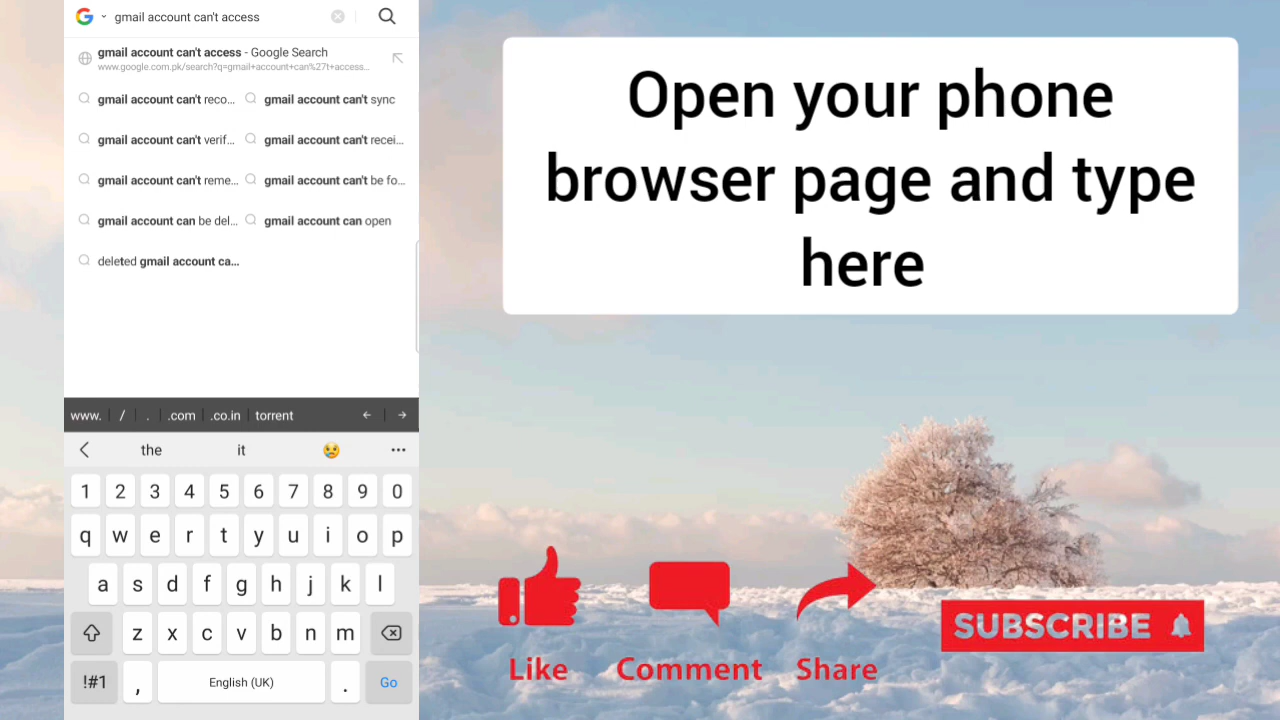 gmail account can't access
gmail account can't access - Google Search
www.google.com.pk/search?q=gmail+account+can%27t+access...
gmail account can't reco... gmail account can't sync
gmail account can't verif... gmail account can't recei...
gmail account can't reme... gmail account can't be fo...
gmail account can be del... gmail account can open
deleted gmail account ca...
www. / . .com .co.in torrent
the it
1 2 3 4 5 6 7 8 9 0
q w e r t y u i o p
a s d f g h j k l
z x c v b n m
!#1 , English (UK) . Go
Open your phone
browser page and type
here
Like Comment Share
SUBSCRIBE